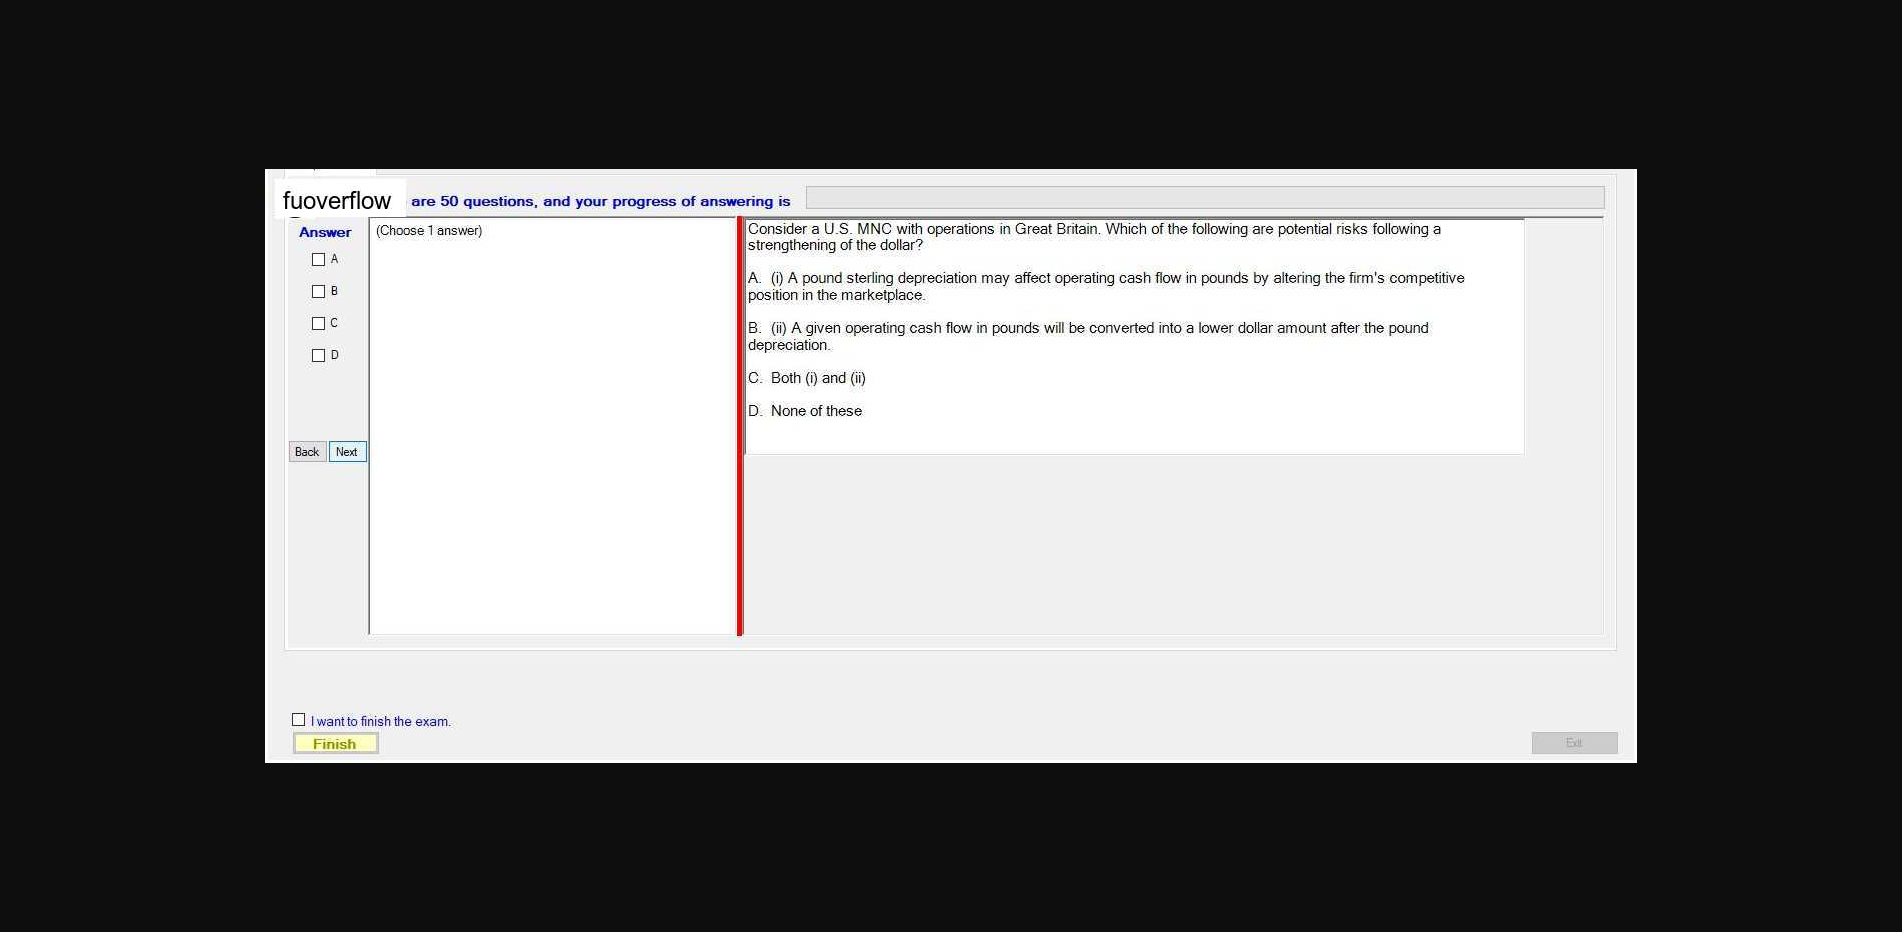 fuoverflow are 50 questions, and your progress of answering is
Answer
A
B
C
D
Back Next
(Choose 1 answer)
Consider a U.S. MNC with operations in Great Britain. Which of the following are potential risks following a
strengthening of the dollar?
A. (i) A pound sterling depreciation may affect operating cash flow in pounds by altering the firm's competitive
position in the marketplace.
B. (ii) A given operating cash flow in pounds will be converted into a lower dollar amount after the pound
depreciation.
C. Both (i) and (ii)
D. None of these
I want to finish the exam.
Finish
Exit